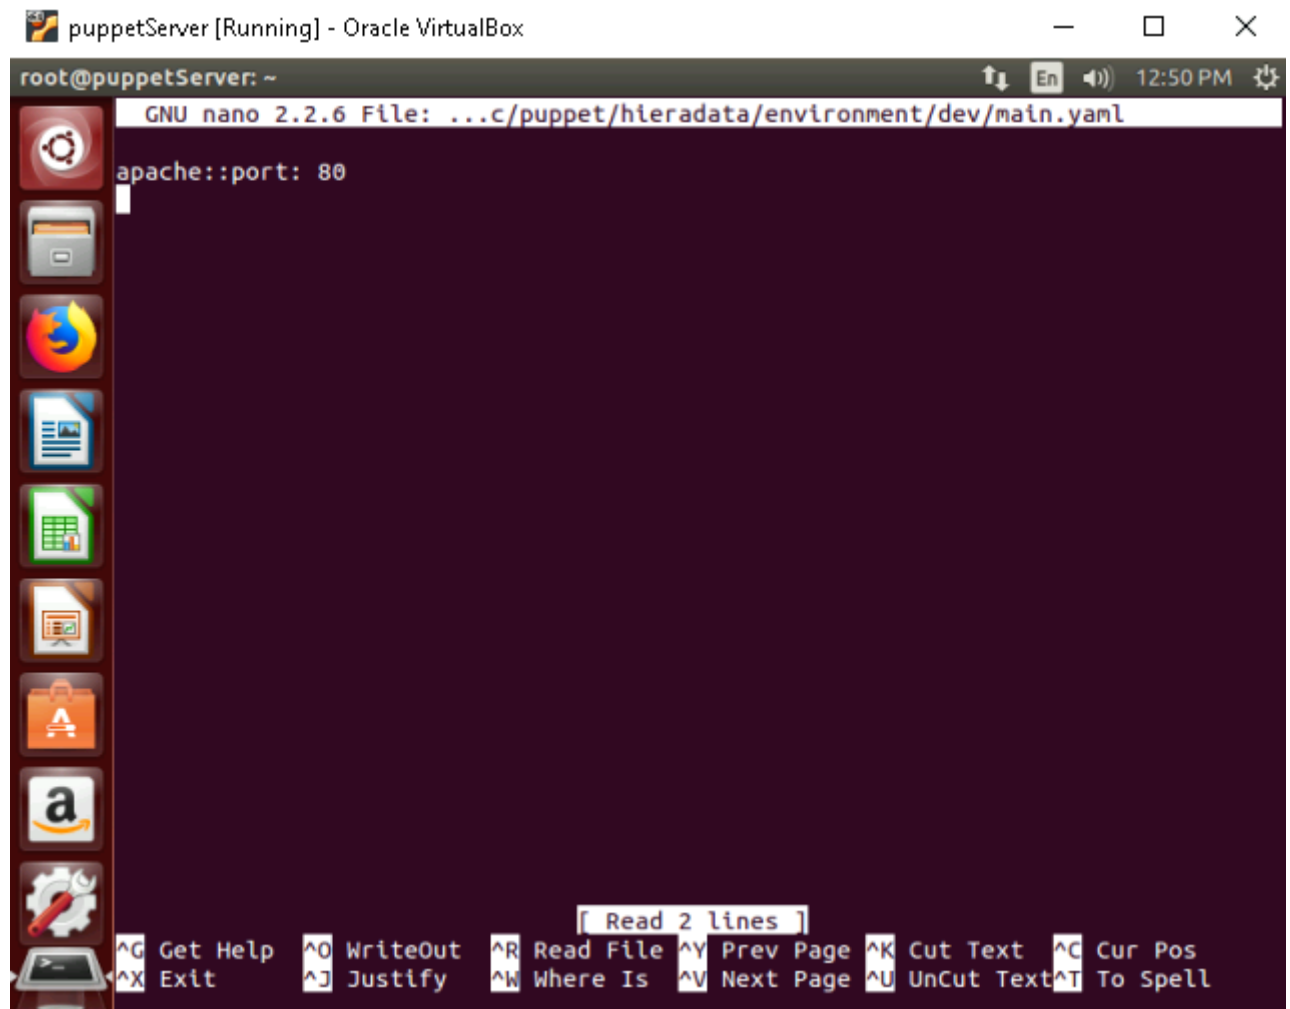 puppetServer [Running] - Oracle VirtualBox
root@puppetServer: ~ En 12:50 PM
GNU nano 2.2.6 File: ...c/puppet/hieradata/environment/dev/main.yaml
apache::port: 80
[ Read 2 lines ]
^G Get Help ^O WriteOut ^R Read File ^Y Prev Page ^K Cut Text ^C Cur Pos
^X Exit ^J Justify ^W Where Is ^V Next Page ^U UnCut Text ^T To Spell